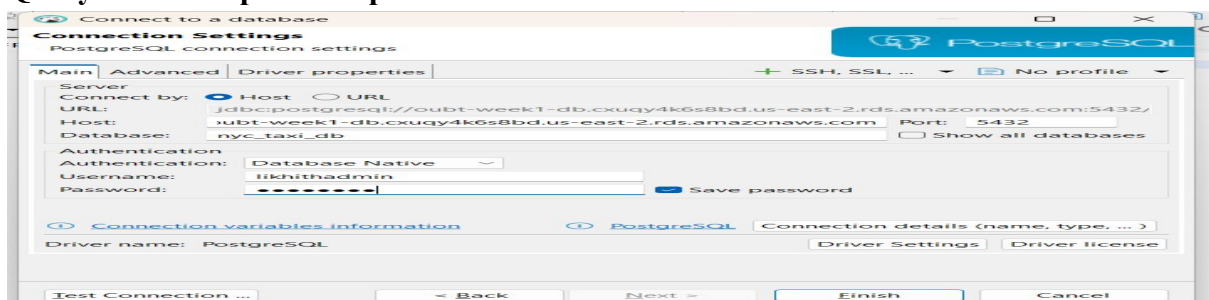 Connect to a database
Connection Settings
PostgreSQL connection settings
PostgreSQL
Main Advanced Driver properties + SSH, SSL, ... No profile
Server
Connect by: Host URL
URL: jdbc:postgresql://oubt-week1-db.cxuqy4k6s8bd.us-east-2.rds.amazonaws.com:5432/
Host: ubt-week1-db.cxuqy4k6s8bd.us-east-2.rds.amazonaws.com Port: 5432
Database: nyc_taxi_db Show all databases
Authentication
Authentication: Database Native
Username: likhithadmin
Password: ●●●●●●●● Save password
Connection variables information PostgreSQL Connection details (name, type, ... )
Driver name: PostgreSQL Driver Settings Driver license
Test Connection ... < Back Next > Finish Cancel